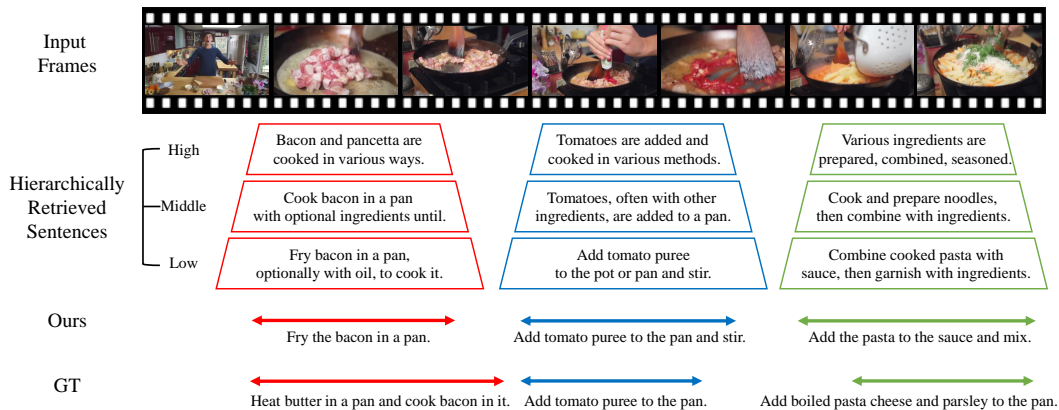 Input
Frames
Hierarchically
Retrieved
Sentences
High
Middle
Low
Bacon and pancetta are
cooked in various ways.
Tomatoes are added and
cooked in various methods.
Various ingredients are
prepared, combined, seasoned.
Cook bacon in a pan
with optional ingredients until.
Tomatoes, often with other
ingredients, are added to a pan.
Cook and prepare noodles,
then combine with ingredients.
Fry bacon in a pan,
optionally with oil, to cook it.
Add tomato puree
to the pot or pan and stir.
Combine cooked pasta with
sauce, then garnish with ingredients.
Ours
Fry the bacon in a pan.
Add tomato puree to the pan and stir.
Add the pasta to the sauce and mix.
GT
Heat butter in a pan and cook bacon in it.
Add tomato puree to the pan.
Add boiled pasta cheese and parsley to the pan.